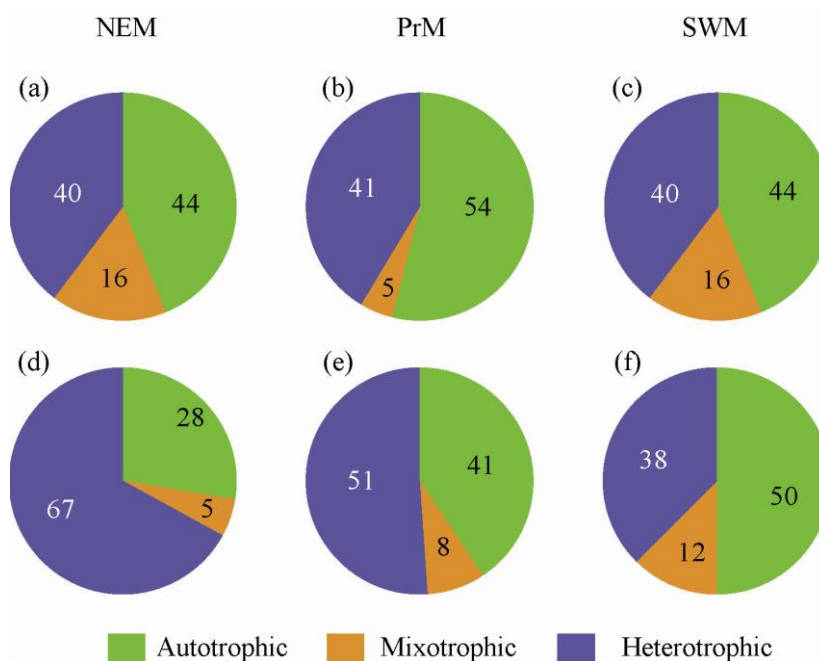 NEM PrM SWM
(a) (b) (c)
40 44 41 54 40 44
16 5 16
(d) (e) (f)
28
67 5 51 41 38 50
8 12
Autotrophic Mixotrophic Heterotrophic